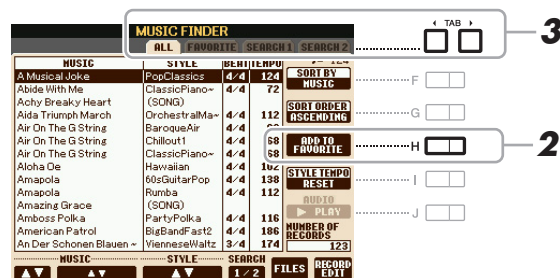 MUSIC FINDER
ALL FAVORITE SEARCH 1 SEARCH 2
TAB
3
MUSIC STYLE BEAT TEMPO
A Musical Joke PopClassics 4/4 124
Abide With Me ClassicPiano~ 4/4 72
Achy Breaky Heart (SONG)
Aida Triumph March OrchestralMa~ 4/4 112
Air On The G String BaroqueAir 4/4
Air On The G String Chillout1 4/4 68
Air On The G String ClassicPiano~ 4/4 68
Aloha Oe Hawaiian 4/4 102
Amapola 60sGuitarPop 4/4 138
Amapola Rumba 4/4 112
Amazing Grace (SONG)
Amboss Polka PartyPolka 4/4 116
American Patrol BigBandFast2 4/4 186
An Der Schonen Blauen ~ VienneseWaltz 3/4 174
124
SORT BY
MUSIC
F
SORT ORDER
ASCENDING
G
ADD TO
FAVORITE
H
2
STYLE TEMPO
RESET
I
AUDIO
PLAY
J
NUMBER OF
RECORDS
123
MUSIC STYLE SEARCH
1 / 2 FILES RECORD
EDIT